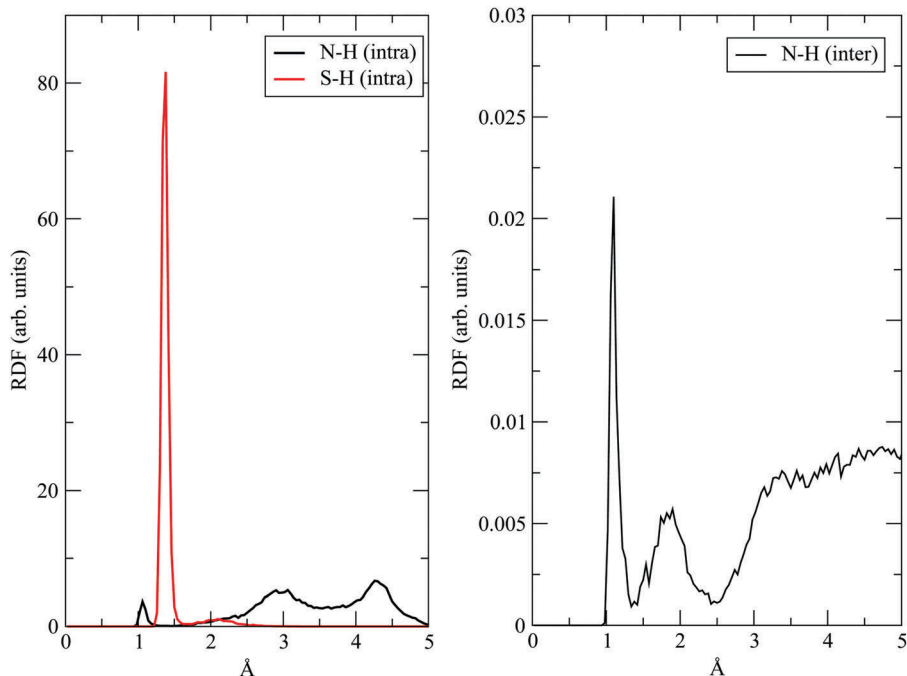 N-H (intra)
S-H (intra)
RDF (arb. units)
80
60
40
20
0
0 1 2 3 4 5
Å
N-H (inter)
RDF (arb. units)
0.03
0.025
0.02
0.015
0.01
0.005
0
0 1 2 3 4 5
Å